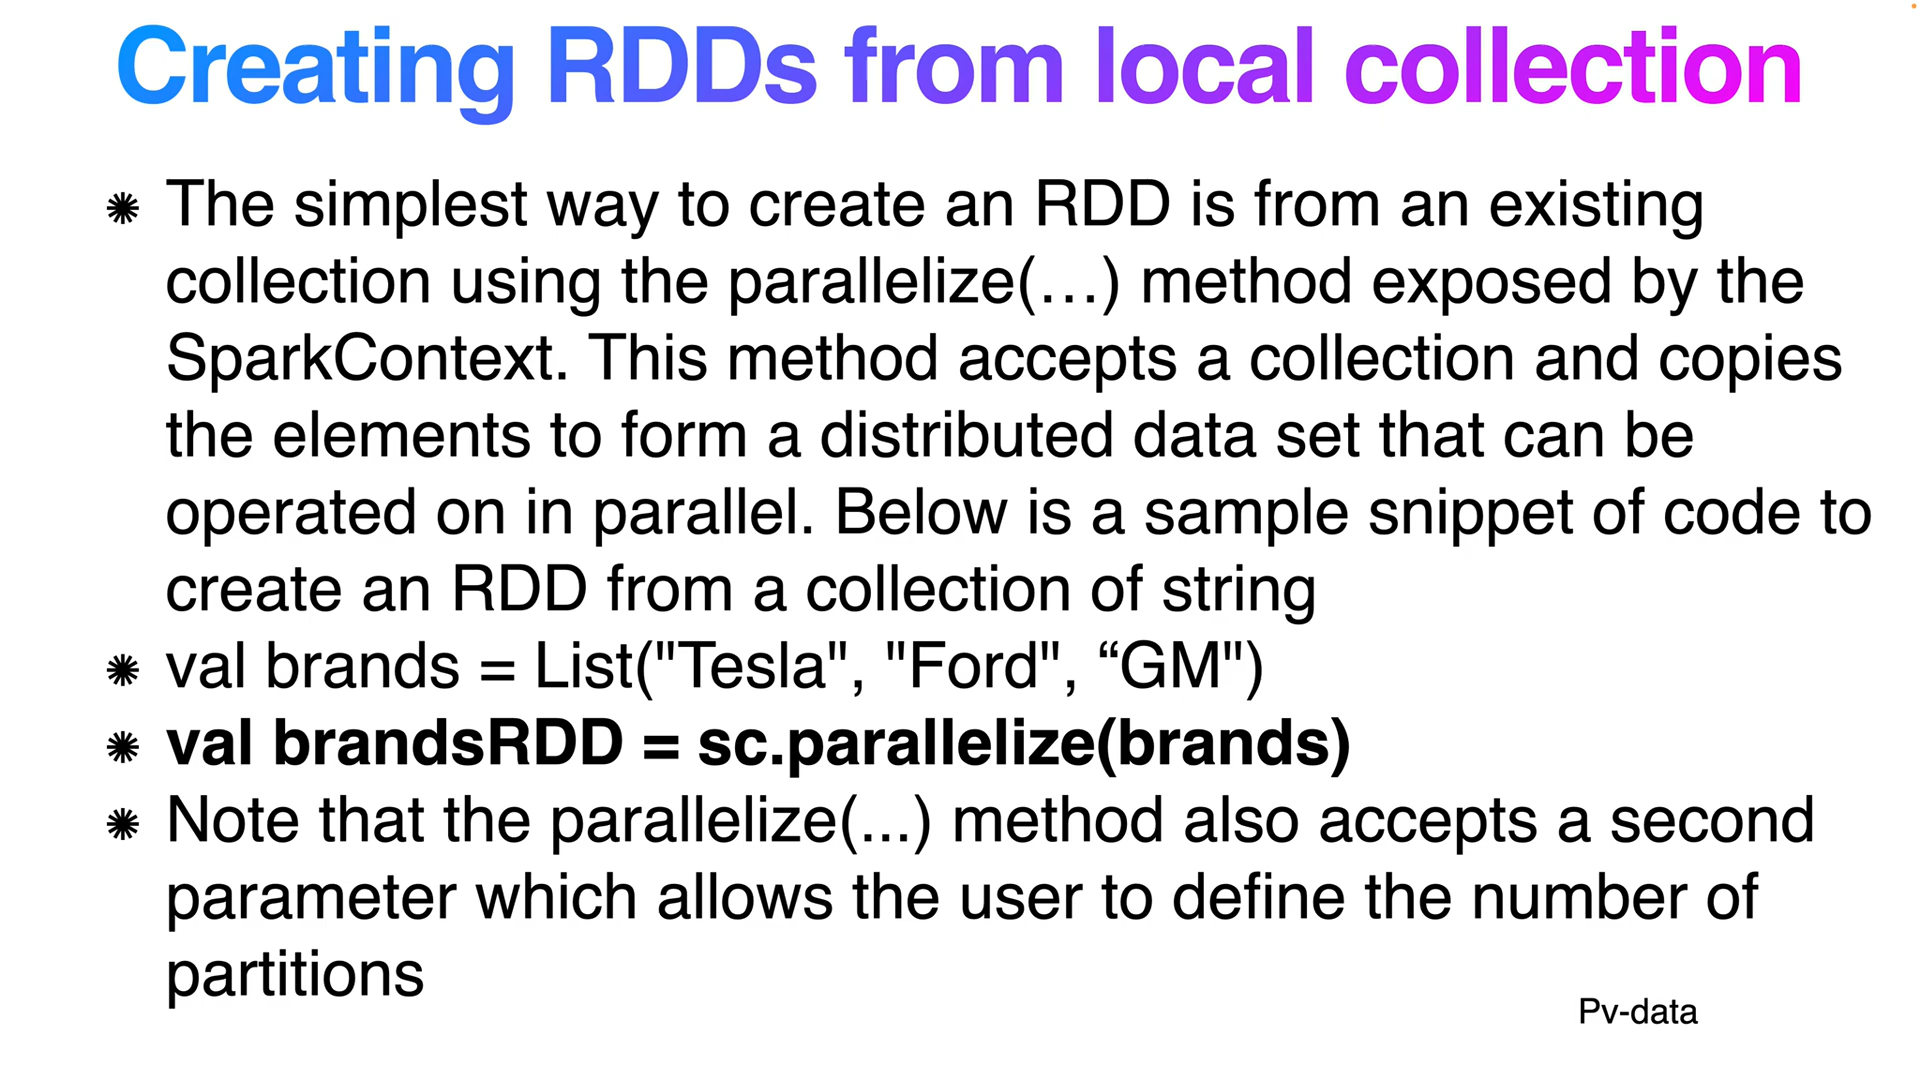 Creating RDDs from local collection
The simplest way to create an RDD is from an existing
collection using the parallelize(…) method exposed by the
SparkContext. This method accepts a collection and copies
the elements to form a distributed data set that can be
operated on in parallel. Below is a sample snippet of code to
create an RDD from a collection of string
val brands = List("Tesla", "Ford", “GM")
val brandsRDD = sc.parallelize(brands)
Note that the parallelize(...) method also accepts a second
parameter which allows the user to define the number of
partitions
Pv-data